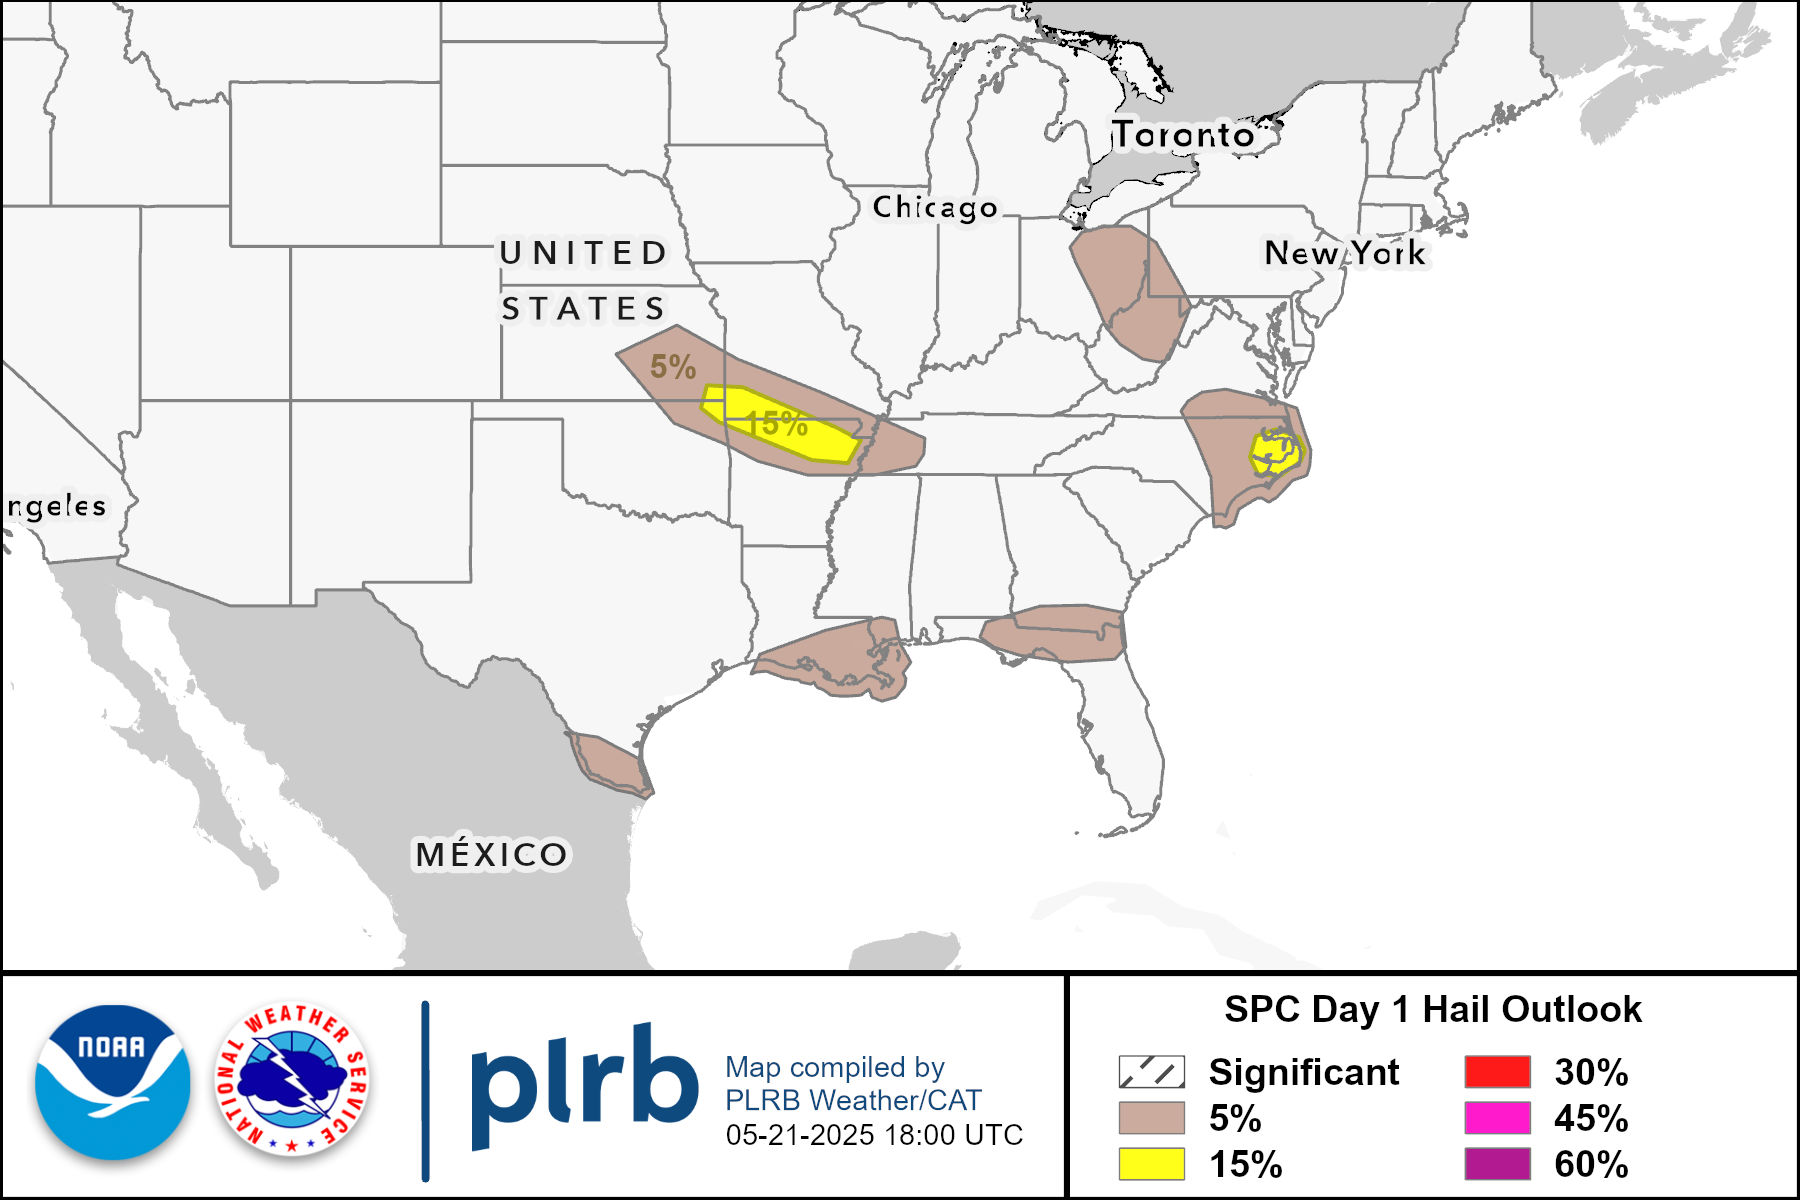 Toronto
Chicago
UNITED
STATES
New York
5%
15%
ngeles
MÉXICO
NOAA
NATIONAL WEATHER SERVICE
plrb
Map compiled by
PLRB Weather/CAT
05-21-2025 18:00 UTC
SPC Day 1 Hail Outlook
Significant
5%
15%
30%
45%
60%